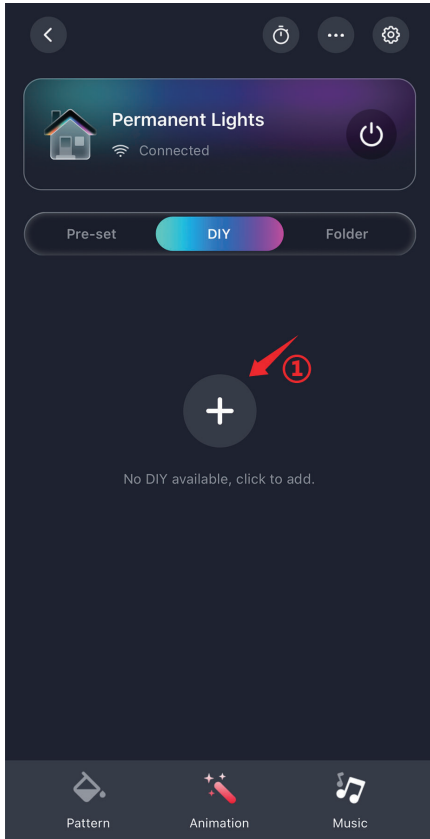 Permanent Lights
Connected
Pre-set DIY Folder
①
No DIY available, click to add.
Pattern Animation Music